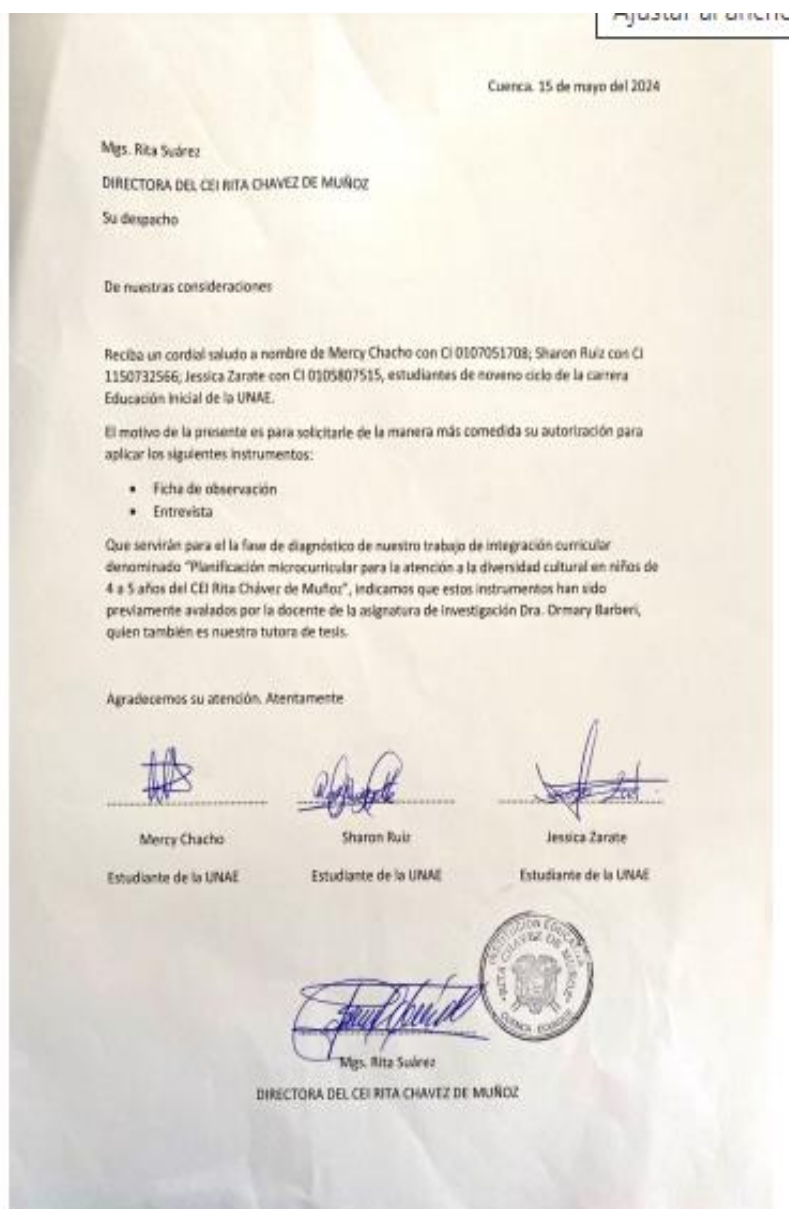 Ajustar al ancho
Cuenca. 15 de mayo del 2024
Mgs. Rita Suárez
DIRECTORA DEL CEI RITA CHAVEZ DE MUÑOZ
Su despacho
De nuestras consideraciones
Reciba un cordial saludo a nombre de Mercy Chacho con CI 0107051708; Sharon Ruiz con CI
1150732566; Jessica Zarate con CI 0105807515, estudiantes de noveno ciclo de la carrera
Educación Inicial de la UNAE.
El motivo de la presente es para solicitarle de la manera más comedida su autorización para
aplicar los siguientes instrumentos:
• Ficha de observación
• Entrevista
Que servirán para el la fase de diagnóstico de nuestro trabajo de integración curricular
denominado "Planificación microcurricular para la atención a la diversidad cultural en niños de
4 a 5 años del CEI Rita Chávez de Muñoz", indicamos que estos instrumentos han sido
previamente avalados por la docente de la asignatura de Investigación Dra. Ormary Barberi,
quien también es nuestra tutora de tesis.
Agradecemos su atención. Atentamente
Mercy Chacho Sharon Ruiz Jessica Zarate
Estudiante de la UNAE Estudiante de la UNAE Estudiante de la UNAE
INSTITUCIÓN EDUCATIVA
RITA CHAVEZ DE MUÑOZ
CUENCA ECUADOR
Mgs. Rita Suárez
DIRECTORA DEL CEI RITA CHAVEZ DE MUÑOZ